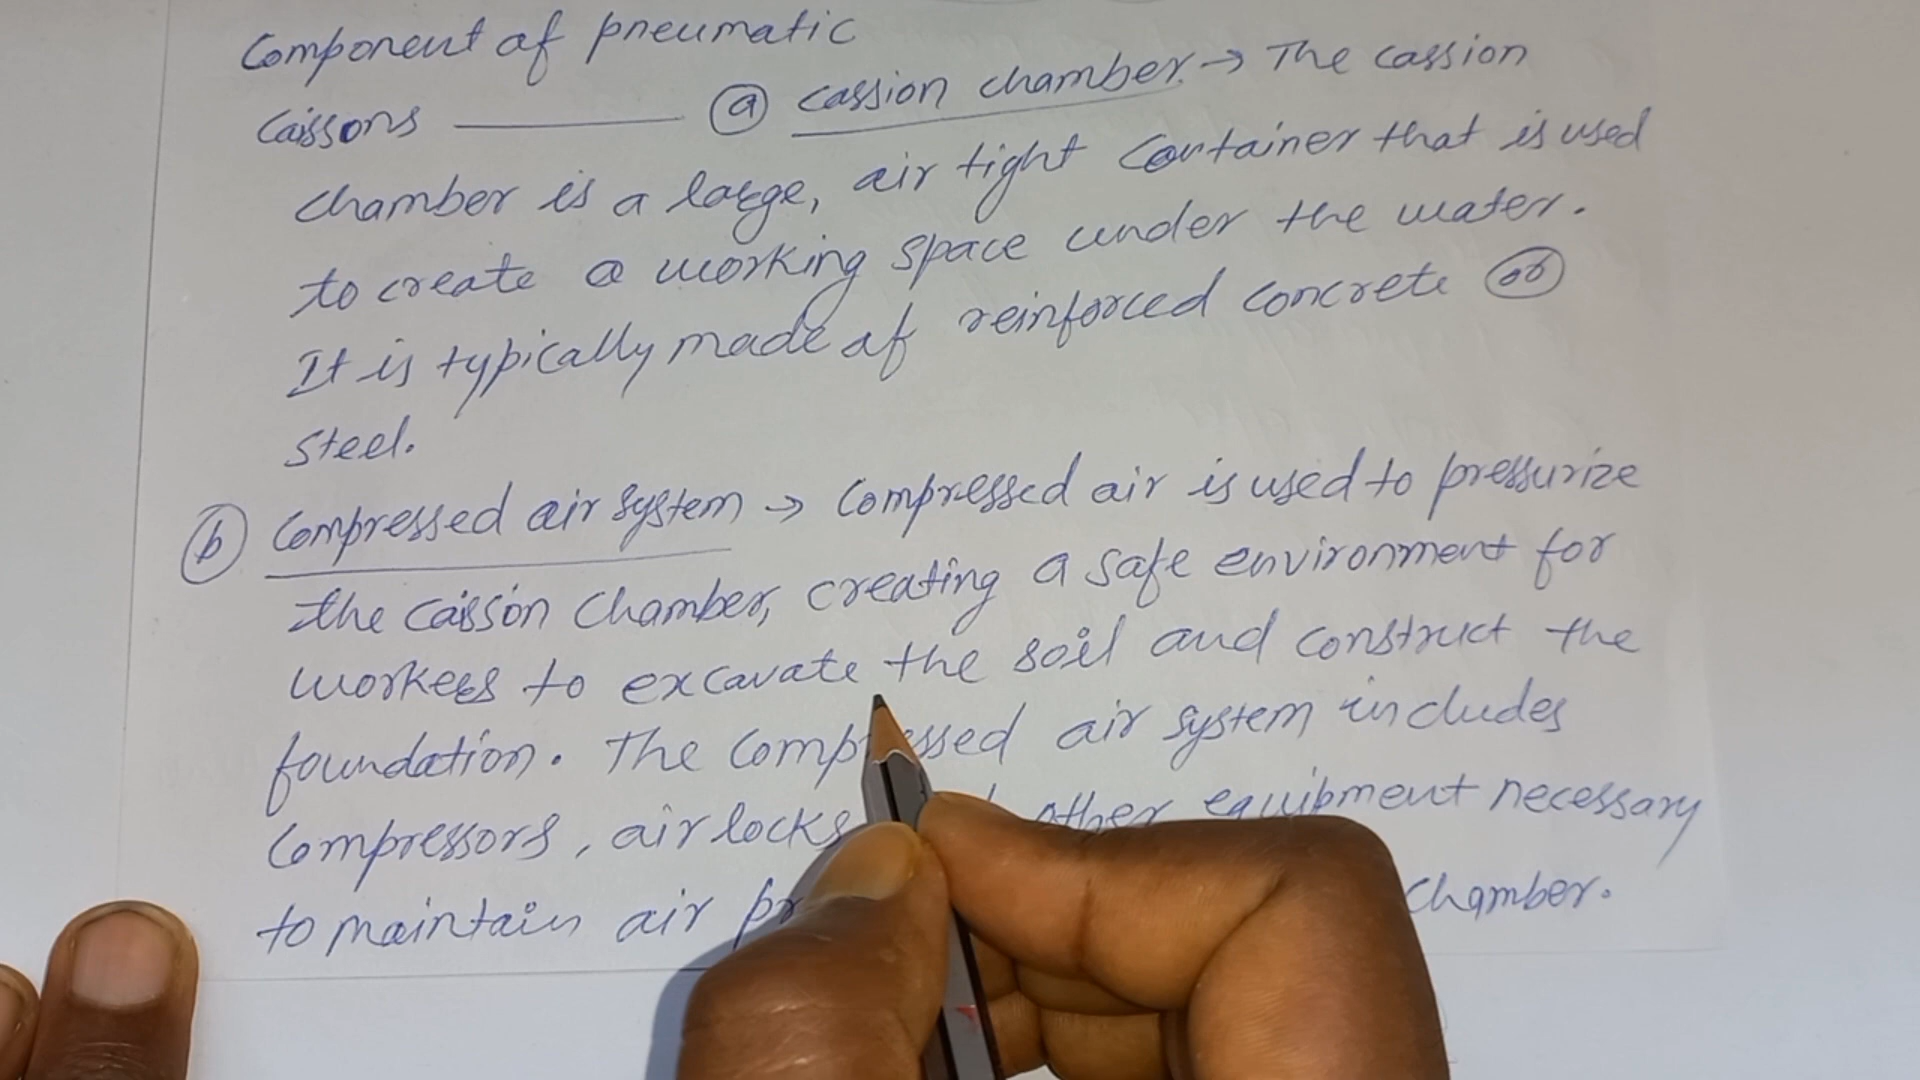 Component of pneumatic
Caissons ⓐ cassion chamber → The cassion
chamber is a large, air tight container that is used
to create a working space under the water.
It is typically made of reinforced concrete or
steel.
ⓑ Compressed air system → Compressed air is used to pressurize
the caisson chamber, creating a safe environment for
workers to excavate the soil and construct the
foundation. The compressed air system includes
compressors, air locks other equipment necessary
to maintain air chamber.